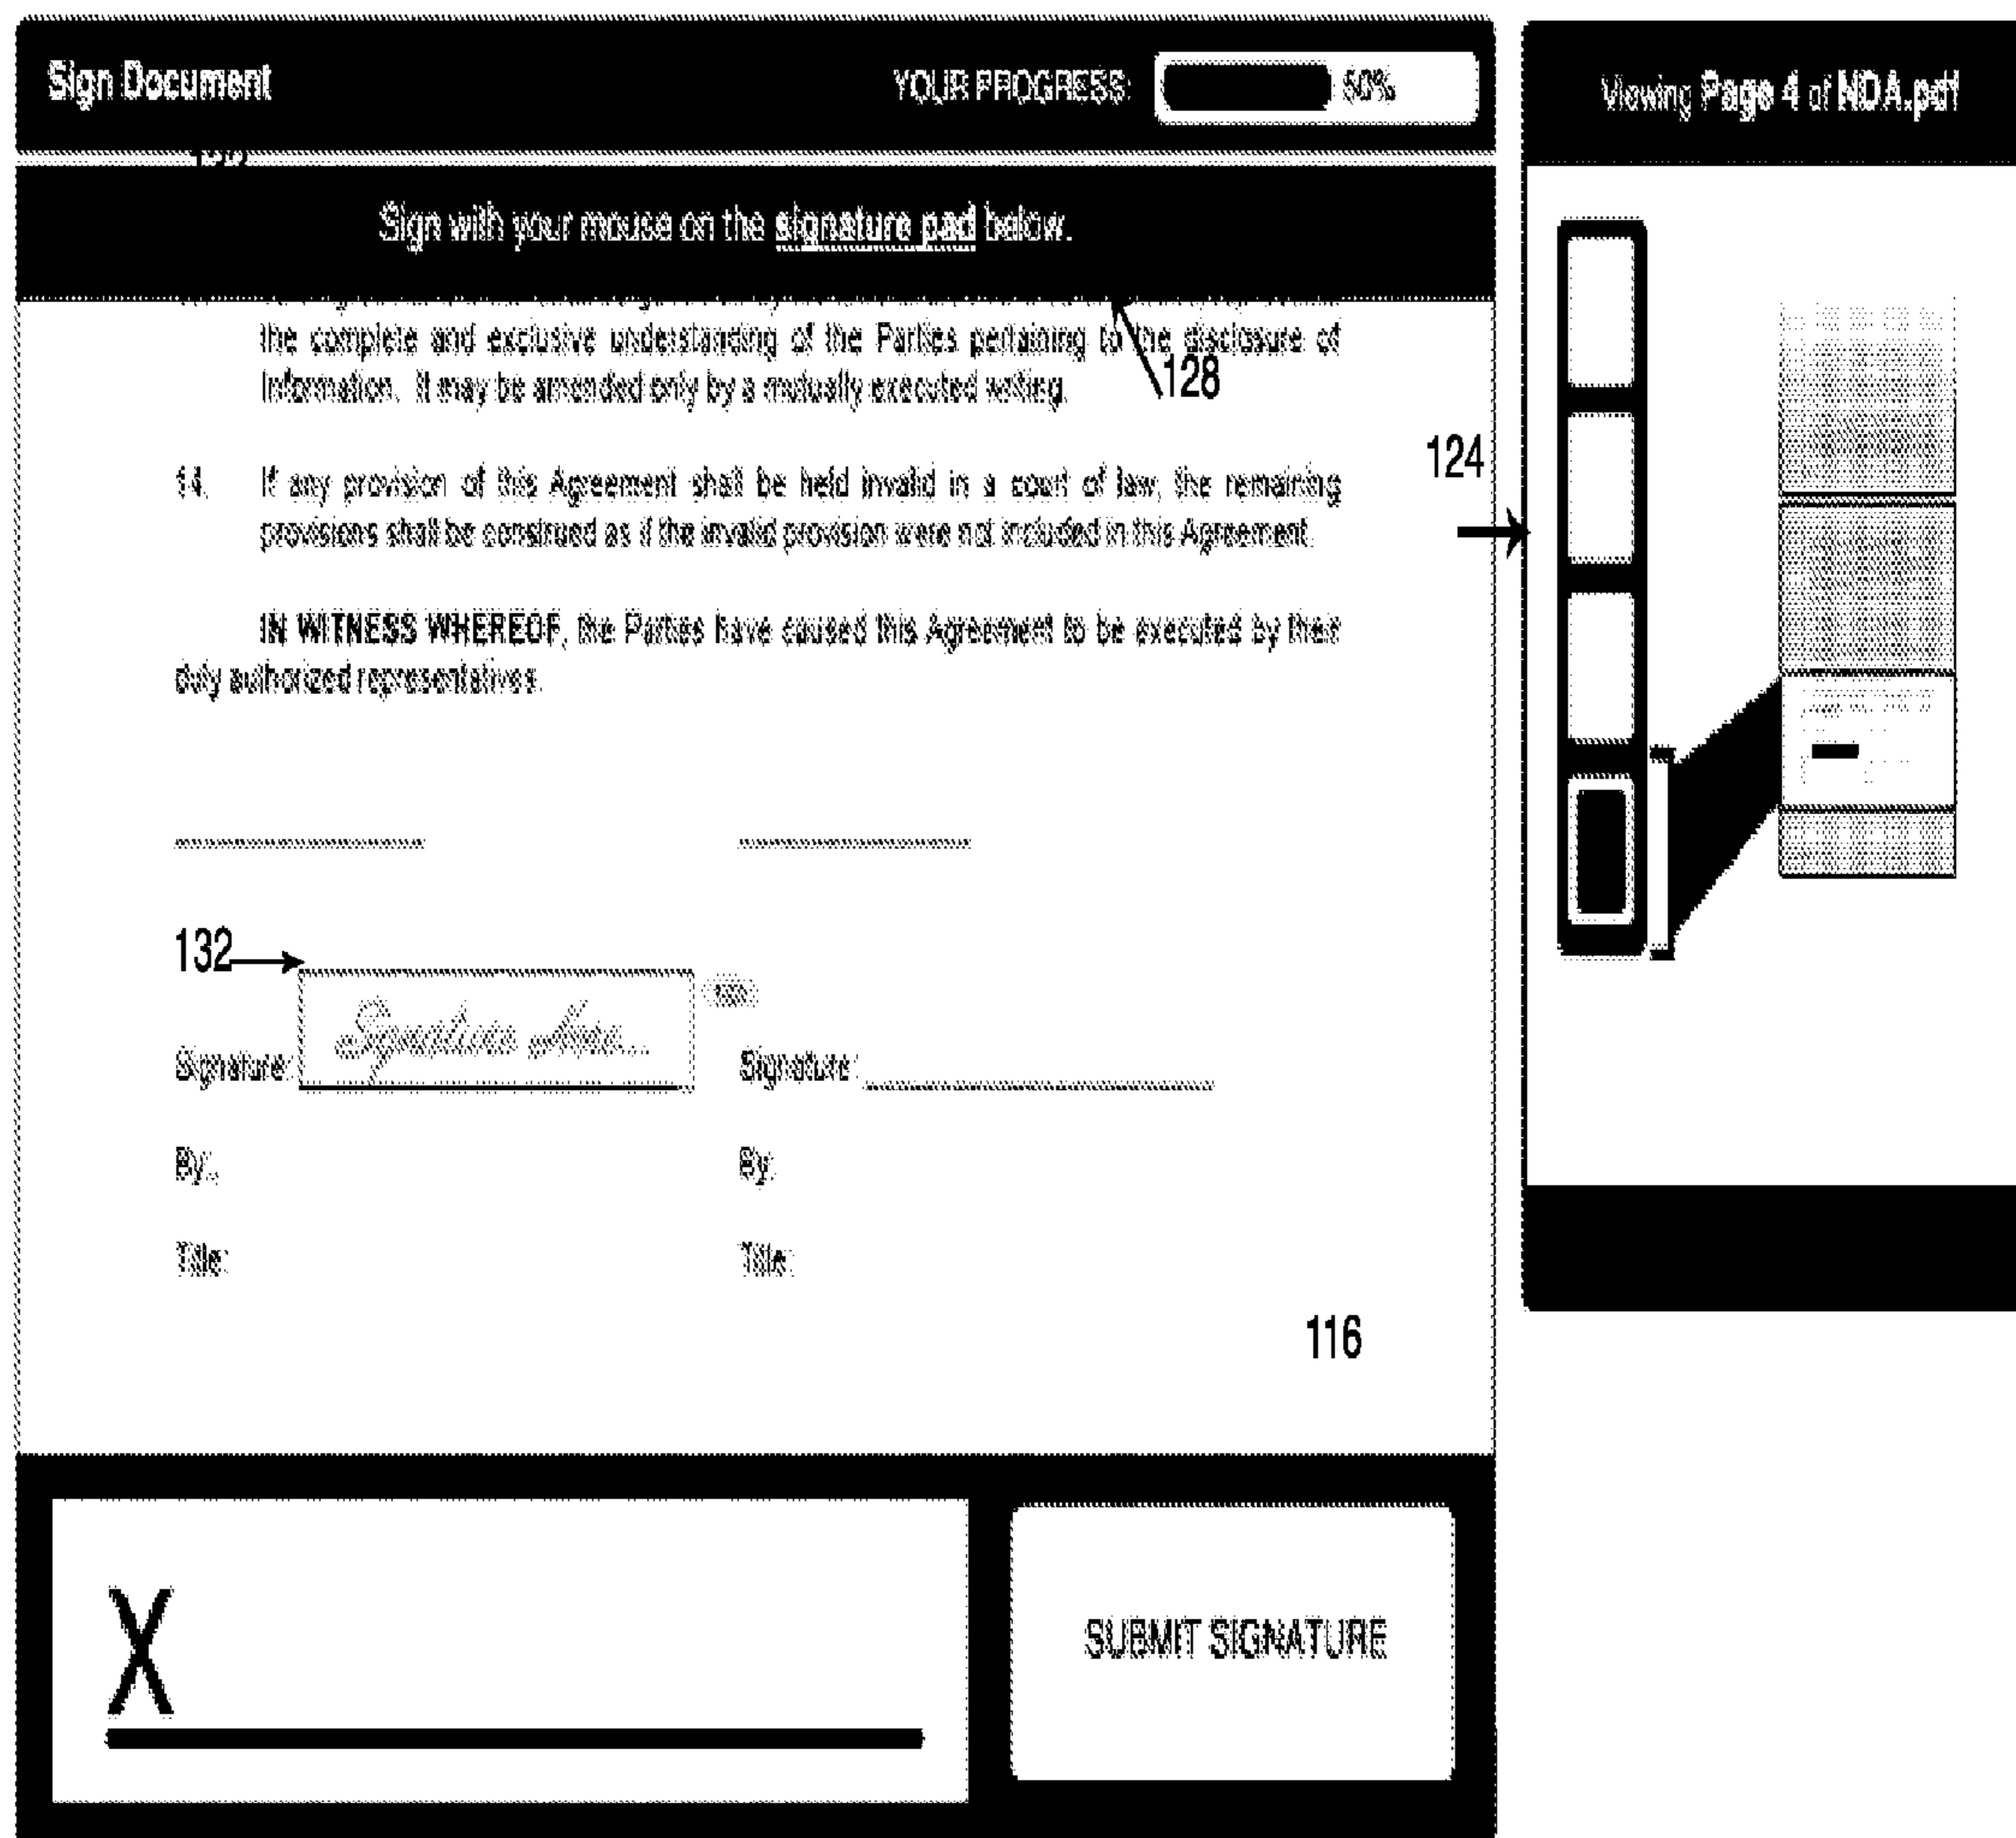 Sign Document
YOUR PROGRESS: 50%
Viewing Page 4 of NDA.pdf
Sign with your mouse on the signature pad below.
the complete and exclusive understanding of the Parties pertaining to the disclosure of
Information. It may be amended only by a mutually executed writing.
128
124
14. If any provision of this Agreement shall be held invalid in a court of law, the remaining
provisions shall be construed as if the invalid provision were not included in this Agreement.
IN WITNESS WHEREOF, the Parties have caused this Agreement to be executed by their
duly authorized representatives.
132
Signature: Signature Here...
Signature:
By:
By:
Title:
Title:
116
X
SUBMIT SIGNATURE